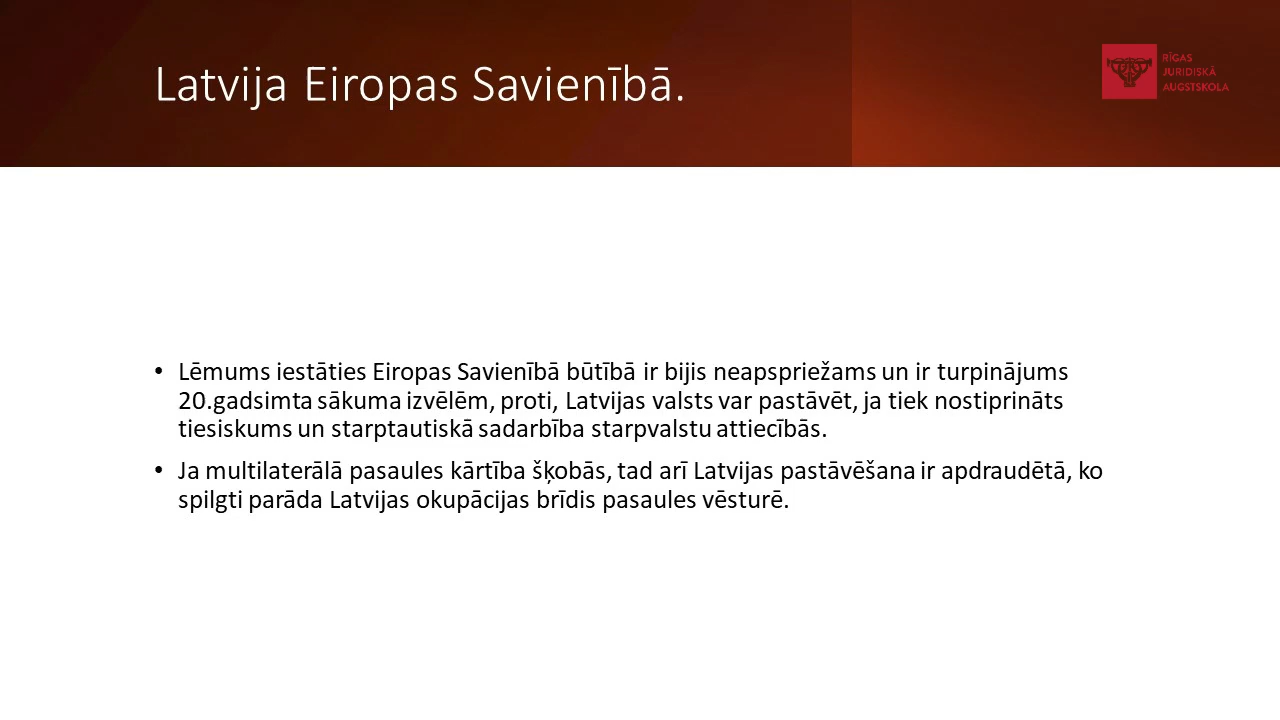 Latvija Eiropas Savienībā.
RĪGAS
JURIDISKĀ
AUGSTSKOLA
• Lēmums iestāties Eiropas Savienībā būtībā ir bijis neapspriežams un ir turpinājums
20.gadsimta sākuma izvēlēm, proti, Latvijas valsts var pastāvēt, ja tiek nostiprināts
tiesiskums un starptautiskā sadarbība starpvalstu attiecībās.
• Ja multilaterālā pasaules kārtība šķobās, tad arī Latvijas pastāvēšana ir apdraudētā, ko
spilgti parāda Latvijas okupācijas brīdis pasaules vēsturē.